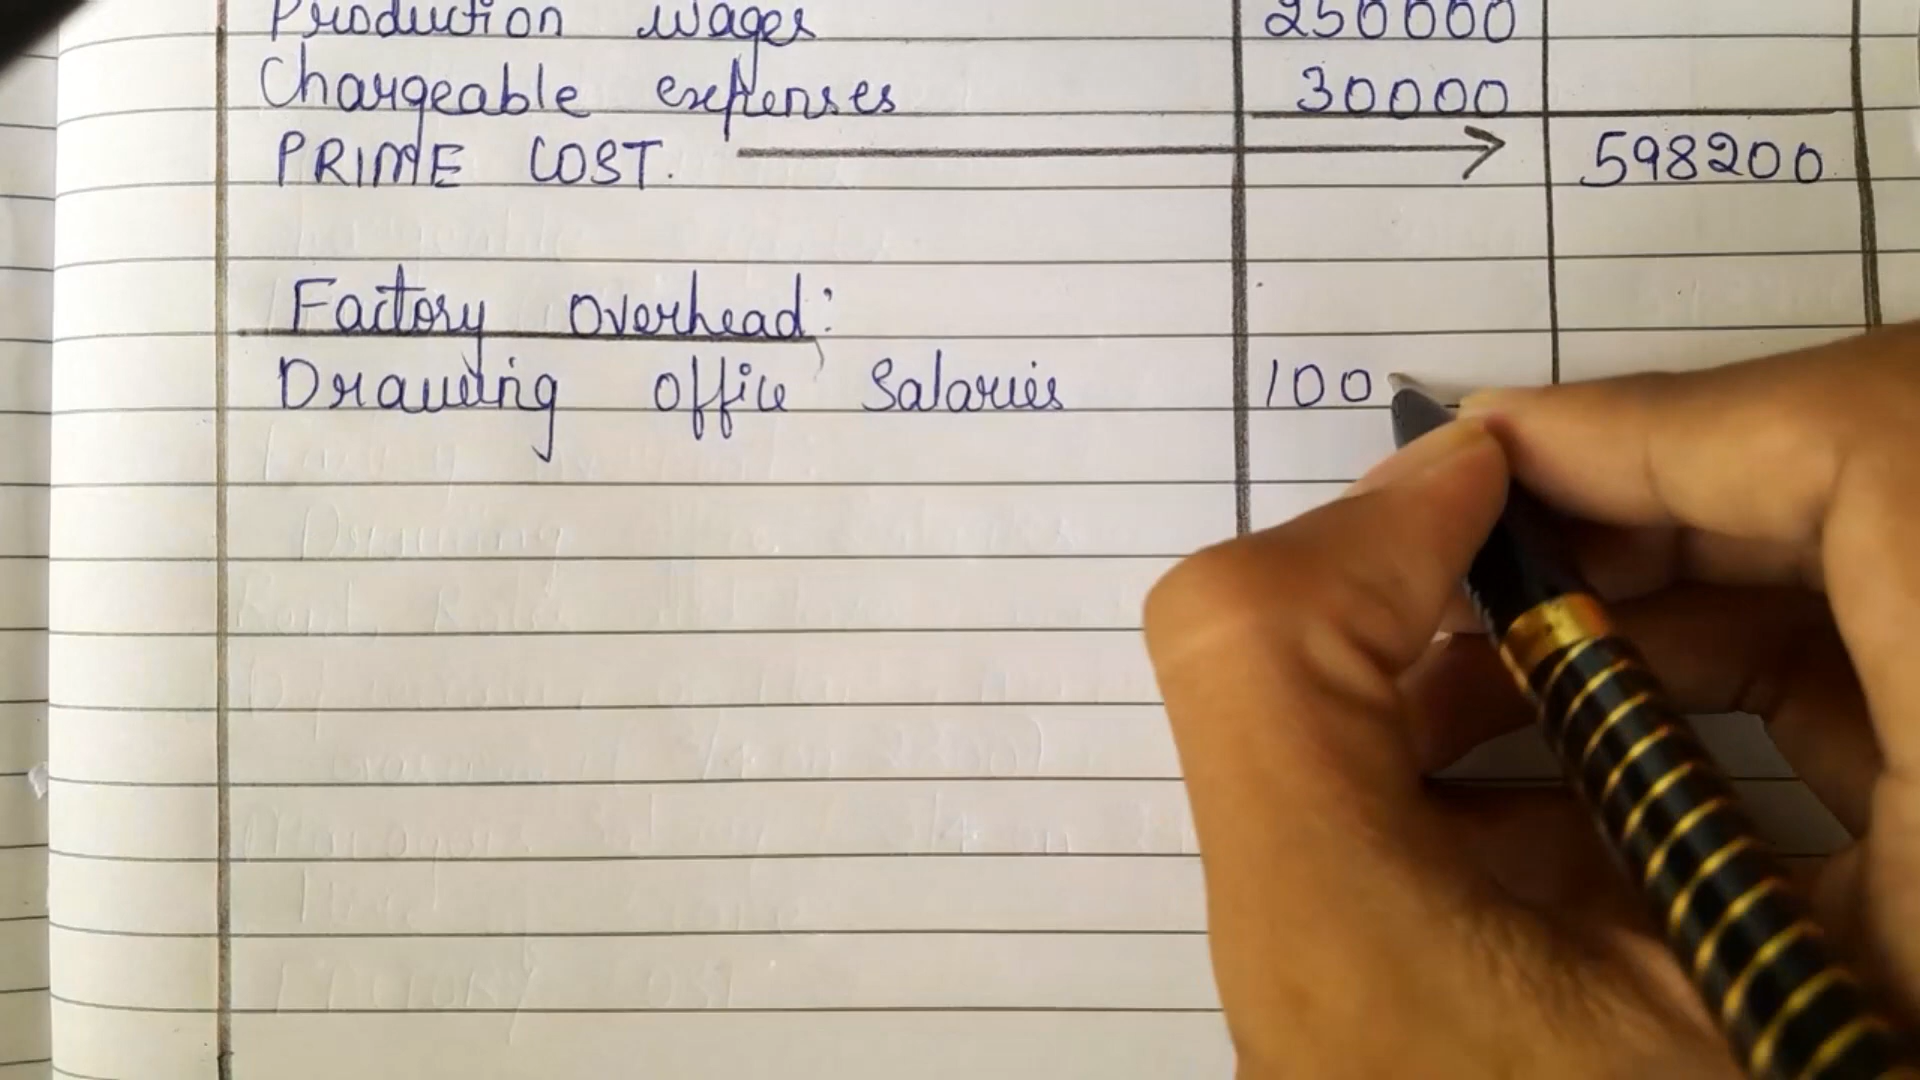 Production wages 250000
Chargeable expenses 30000
PRIME COST. 598200
Factory overhead:
Drawing office Salaries 100